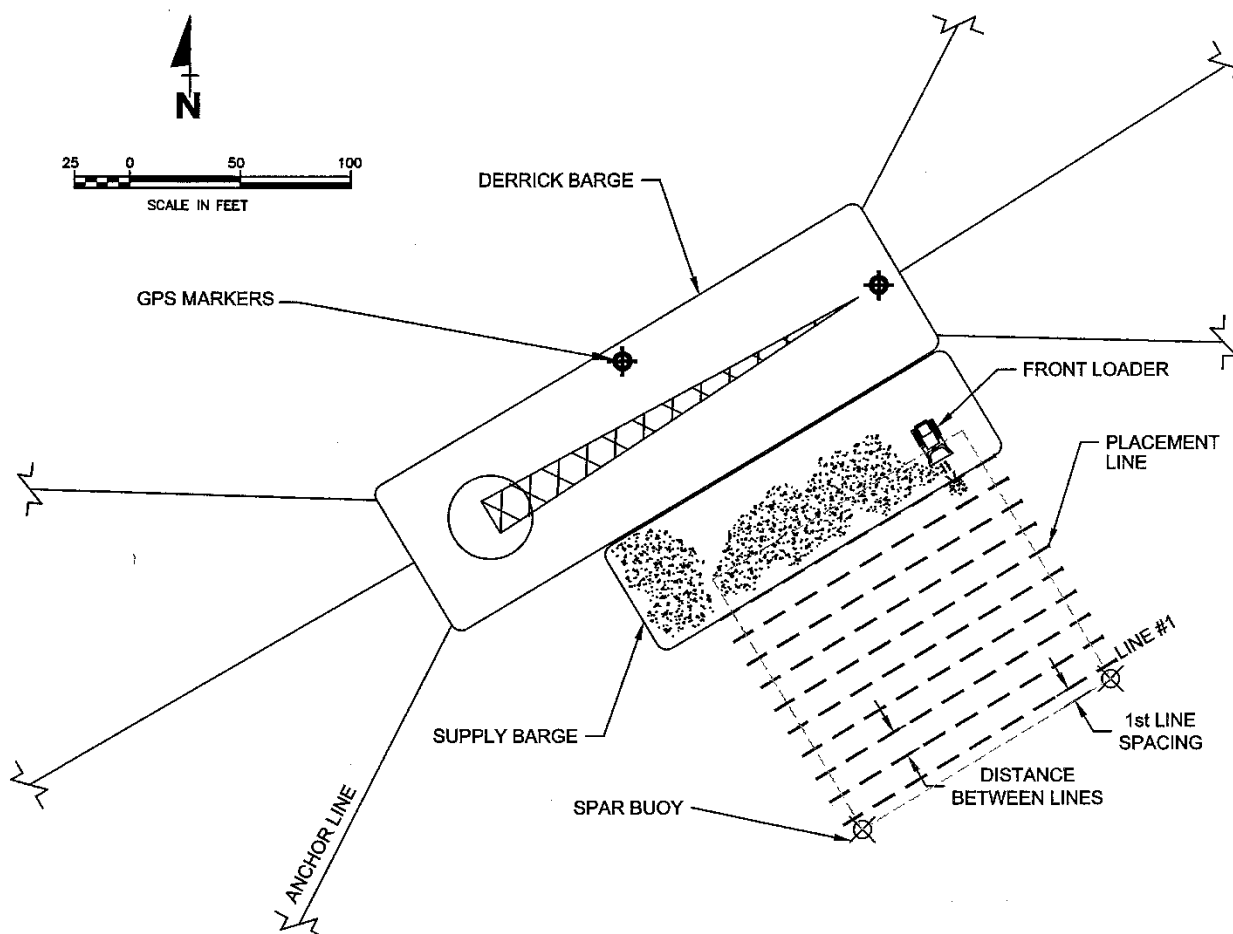 N
25 0 50 100
SCALE IN FEET
DERRICK BARGE
GPS MARKERS
FRONT LOADER
PLACEMENT
LINE
LINE #1
1st LINE
SPACING
SUPPLY BARGE
DISTANCE
BETWEEN LINES
SPAR BUOY
ANCHOR LINE